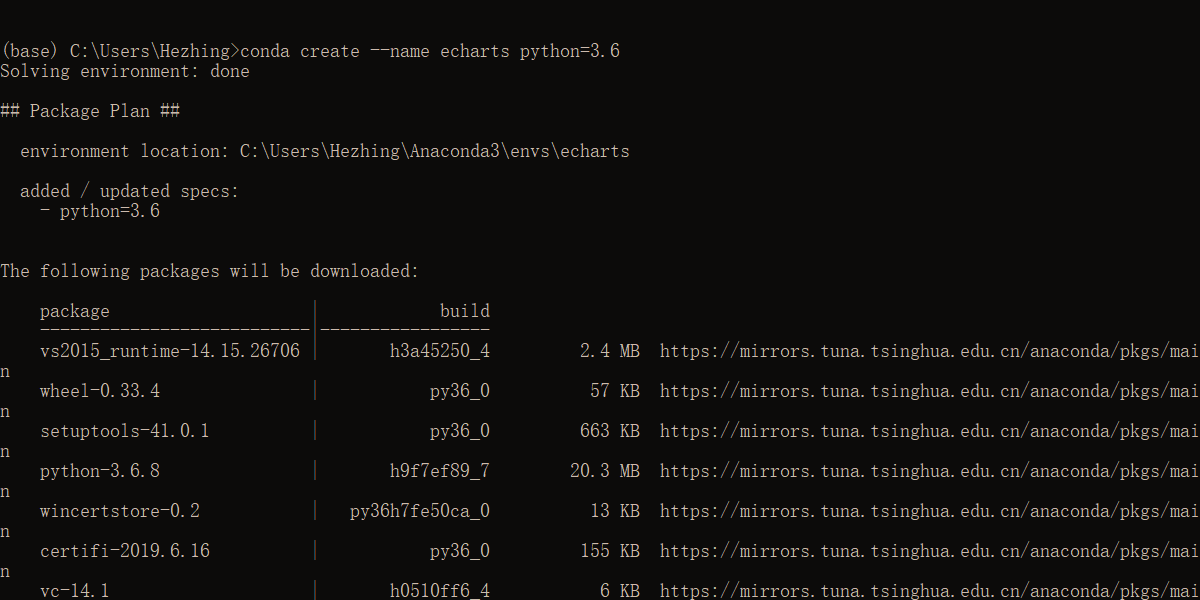 (base) C:\Users\Hezhing>conda create --name echarts python=3.6
Solving environment: done
## Package Plan ##
environment location: C:\Users\Hezhing\Anaconda3\envs\echarts
added / updated specs:
- python=3.6
The following packages will be downloaded:
package | build
---------------------------|-----------------
vs2015_runtime-14.15.26706 | h3a45250_4 2.4 MB https://mirrors.tuna.tsinghua.edu.cn/anaconda/pkgs/mai
n
wheel-0.33.4 | py36_0 57 KB https://mirrors.tuna.tsinghua.edu.cn/anaconda/pkgs/mai
n
setuptools-41.0.1 | py36_0 663 KB https://mirrors.tuna.tsinghua.edu.cn/anaconda/pkgs/mai
n
python-3.6.8 | h9f7ef89_7 20.3 MB https://mirrors.tuna.tsinghua.edu.cn/anaconda/pkgs/mai
n
wincertstore-0.2 | py36h7fe50ca_0 13 KB https://mirrors.tuna.tsinghua.edu.cn/anaconda/pkgs/mai
n
certifi-2019.6.16 | py36_0 155 KB https://mirrors.tuna.tsinghua.edu.cn/anaconda/pkgs/mai
n
vc-14.1 | h0510ff6_4 6 KB https://mirrors.tuna.tsinghua.edu.cn/anaconda/pkgs/mai